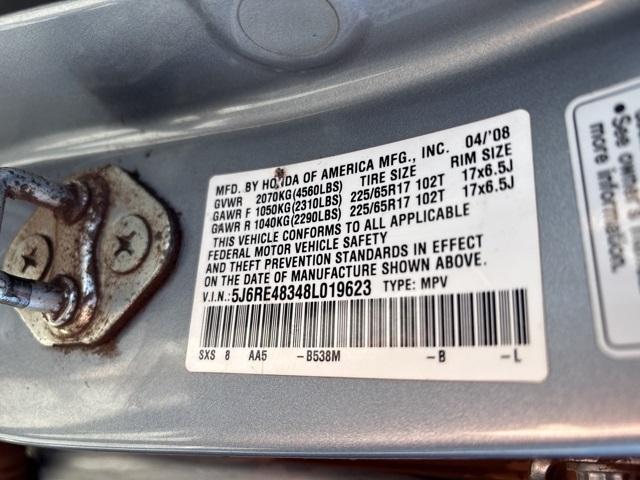 MFD. BY HONDA OF AMERICA MFG., INC. 04/'08
GVWR 2070KG(4560LBS) TIRE SIZE RIM SIZE
GAWR F 1050KG(2310LBS) 225/65R17 102T 17x6.5J
GAWR R 1040KG(2290LBS) 225/65R17 102T 17x6.5J
THIS VEHICLE CONFORMS TO ALL APPLICABLE
FEDERAL MOTOR VEHICLE SAFETY
AND THEFT PREVENTION STANDARDS IN EFFECT
ON THE DATE OF MANUFACTURE SHOWN ABOVE.
V.I.N.: 5J6RE48348L019623 TYPE: MPV
SXS 8 AA5 -B538M -B -L
• See owner's
more inform
information.